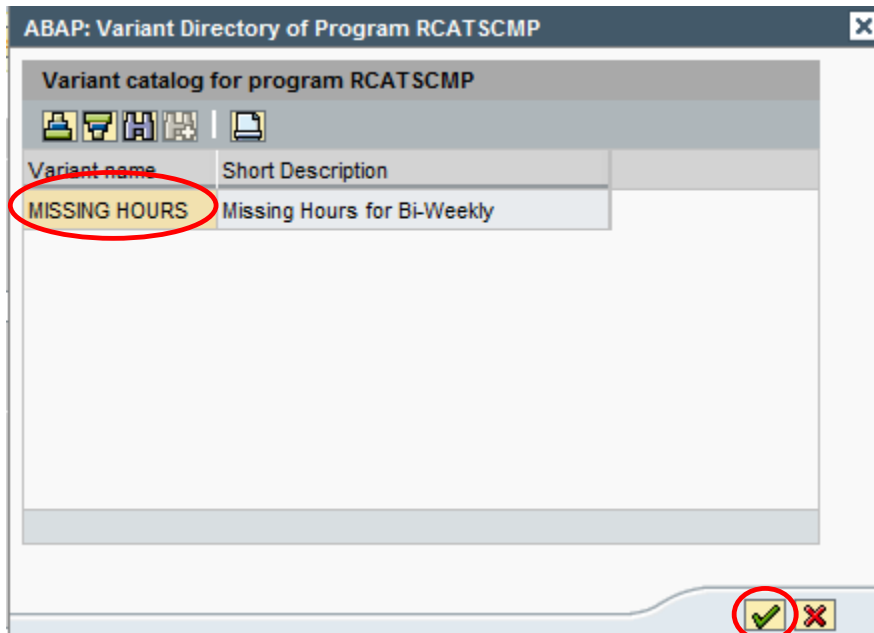 ABAP: Variant Directory of Program RCATSCMP
Variant catalog for program RCATSCMP
Variant name Short Description
MISSING HOURS Missing Hours for Bi-Weekly